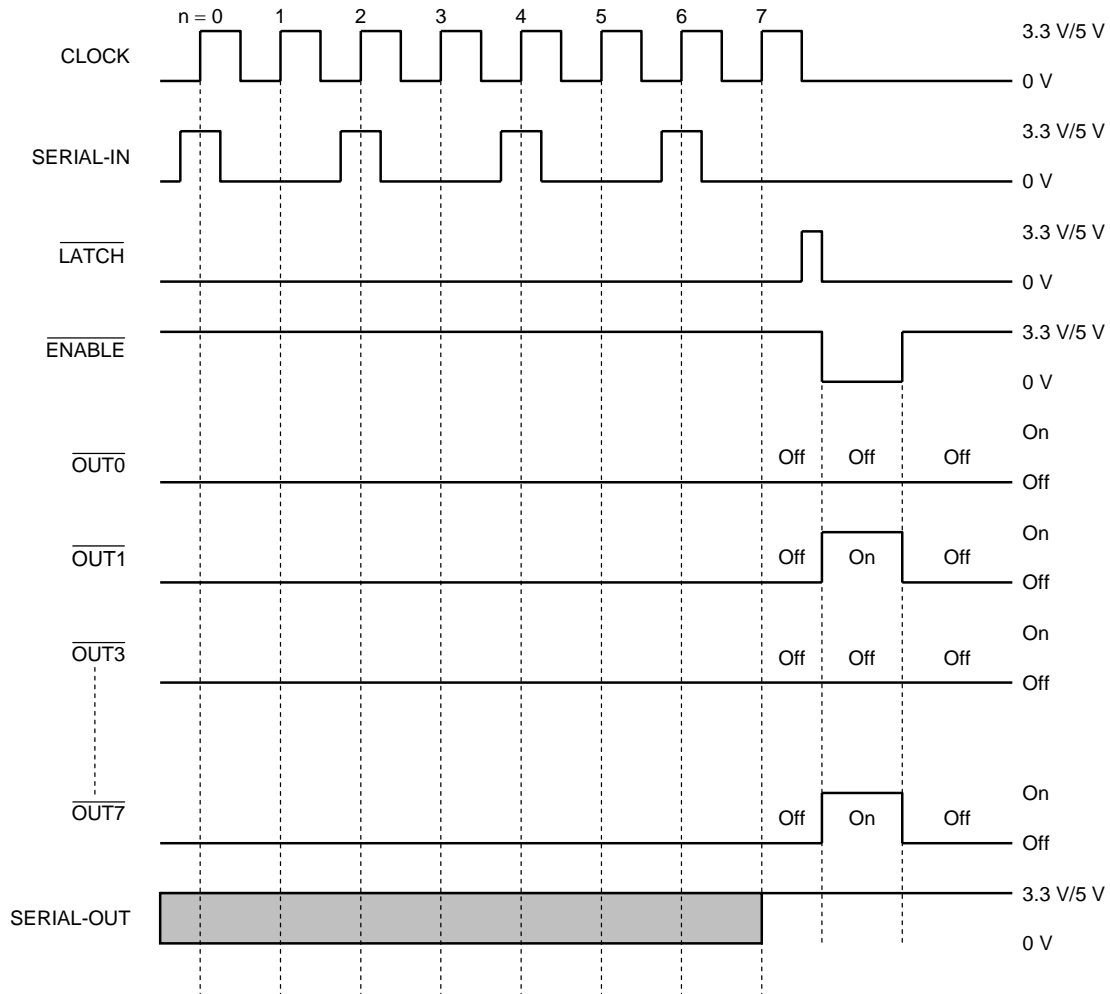 n = 0 1 2 3 4 5 6 7
CLOCK
3.3 V/5 V
0 V
SERIAL-IN
3.3 V/5 V
0 V
LATCH
3.3 V/5 V
0 V
ENABLE
3.3 V/5 V
0 V
OUT0
Off Off Off
On
Off
OUT1
Off On Off
On
Off
OUT3
Off Off Off
On
Off
OUT7
Off On Off
On
Off
SERIAL-OUT
3.3 V/5 V
0 V